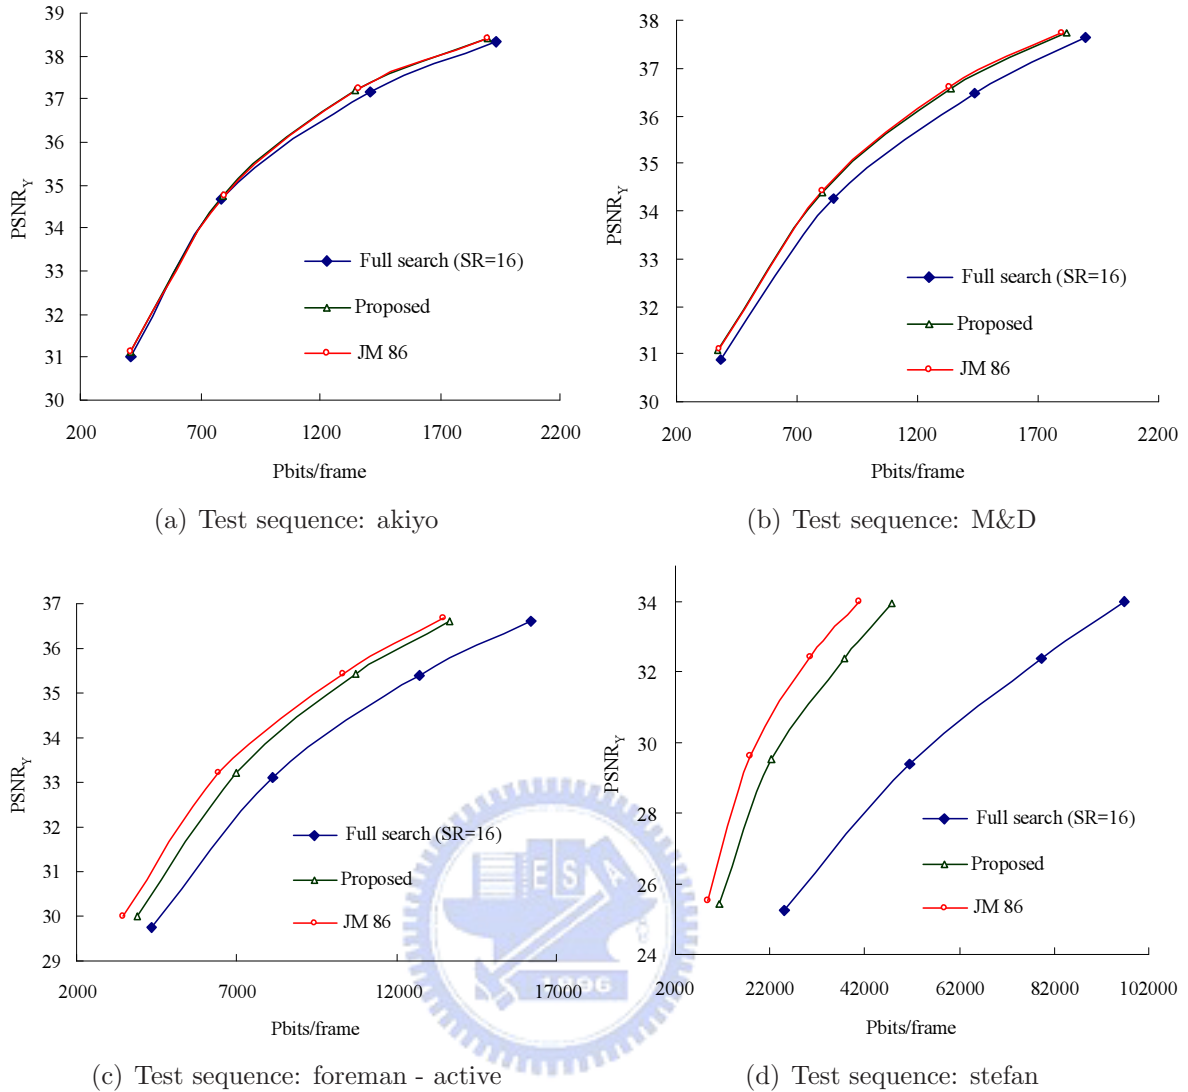 39
38
37
36
35
34
33
32
31
30
PSNR_Y
200 700 1200 1700 2200
Pbits/frame
Full search (SR=16)
Proposed
JM 86
(a) Test sequence: akiyo
38
37
36
35
34
33
32
31
30
PSNR_Y
200 700 1200 1700 2200
Pbits/frame
Full search (SR=16)
Proposed
JM 86
(b) Test sequence: M&D
37
36
35
34
33
32
31
30
29
PSNR_Y
2000 7000 12000 17000
Pbits/frame
Full search (SR=16)
Proposed
JM 86
(c) Test sequence: foreman - active
34
32
30
28
26
24
PSNR_Y
2000 22000 42000 62000 82000 102000
Pbits/frame
Full search (SR=16)
Proposed
JM 86
(d) Test sequence: stefan
E S A
1996